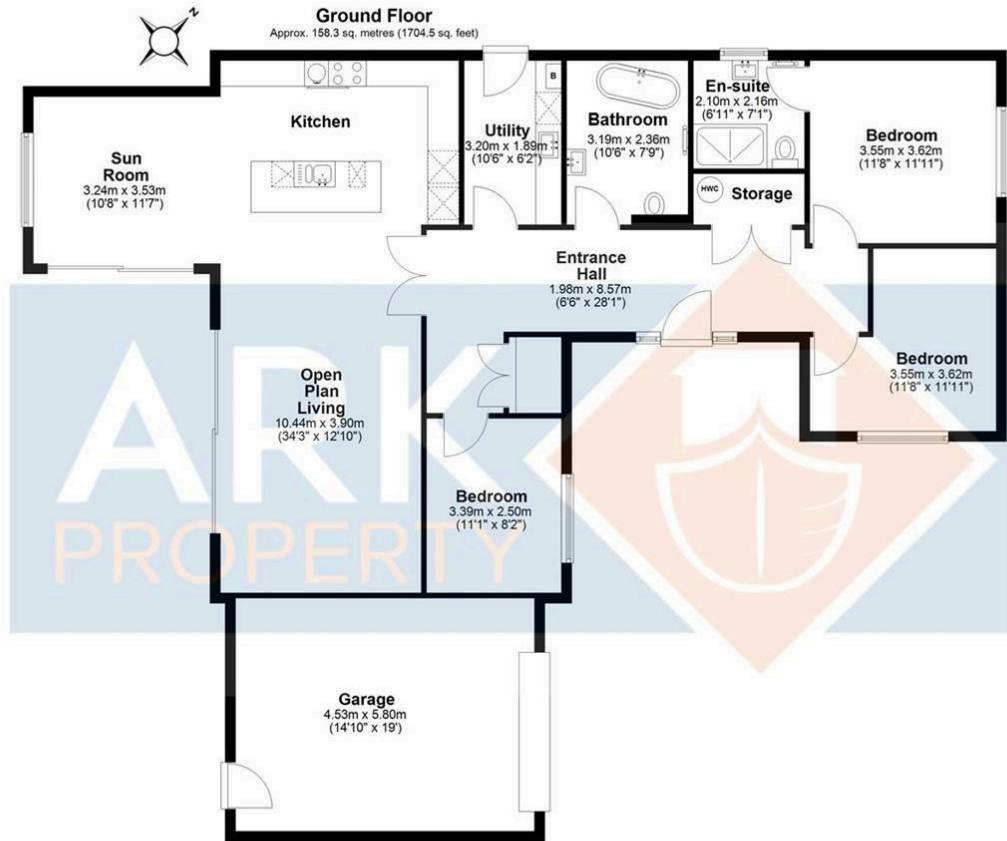 Ground Floor
Approx. 158.3 sq. metres (1704.5 sq. feet)
Z
Kitchen
Sun
Room
3.24m x 3.53m
(10'8" x 11'7")
Utility
3.20m x 1.89m
(10'6" x 6'2")
B
Bathroom
3.19m x 2.36m
(10'6" x 7'9")
En-suite
2.10m x 2.16m
(6'11" x 7'1")
Bedroom
3.55m x 3.62m
(11'8" x 11'11")
HWC
Storage
Entrance
Hall
1.98m x 8.57m
(6'6" x 28'1")
Open
Plan
Living
10.44m x 3.90m
(34'3" x 12'10")
Bedroom
3.55m x 3.62m
(11'8" x 11'11")
Bedroom
3.39m x 2.50m
(11'1" x 8'2")
ARK
PROPERTY
Garage
4.53m x 5.80m
(14'10" x 19')